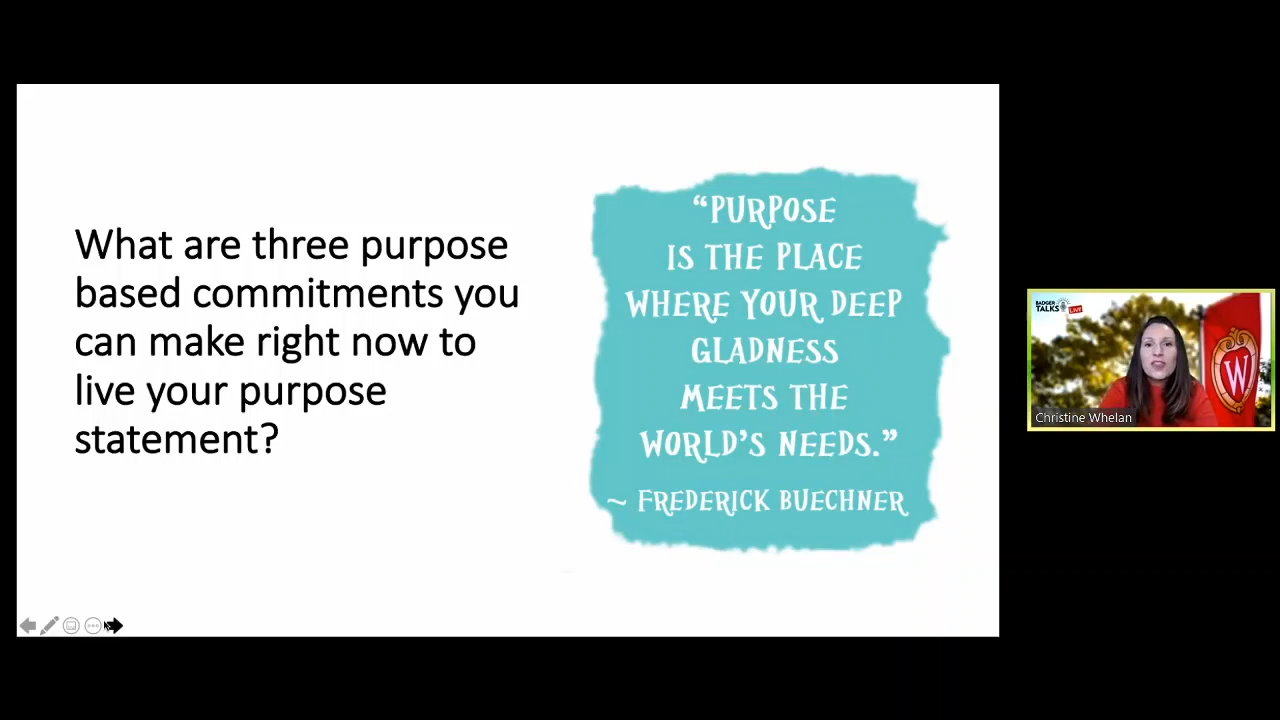 What are three purpose
based commitments you
can make right now to
live your purpose
statement?
“PURPOSE
IS THE PLACE
WHERE YOUR DEEP
GLADNESS
MEETS THE
WORLD’S NEEDS.”
~ FREDERICK BUECHNER
BADGER
TALKS LIVE
W
Christine Whelan